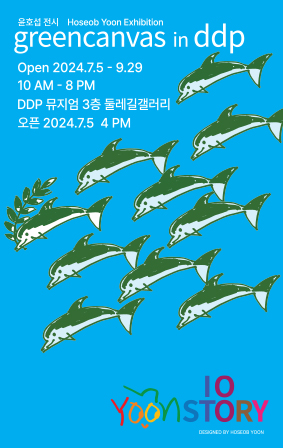 윤호섭 전시 Hoseob Yoon Exhibition
greencanvas in ddp
Open 2024.7.5 - 9.29
10 AM - 8 PM
DDP 뮤지엄 3층 둘레길갤러리
오픈 2024.7.5 4 PM
10
YOON STORY
DESIGNED BY HOSEOB YOON